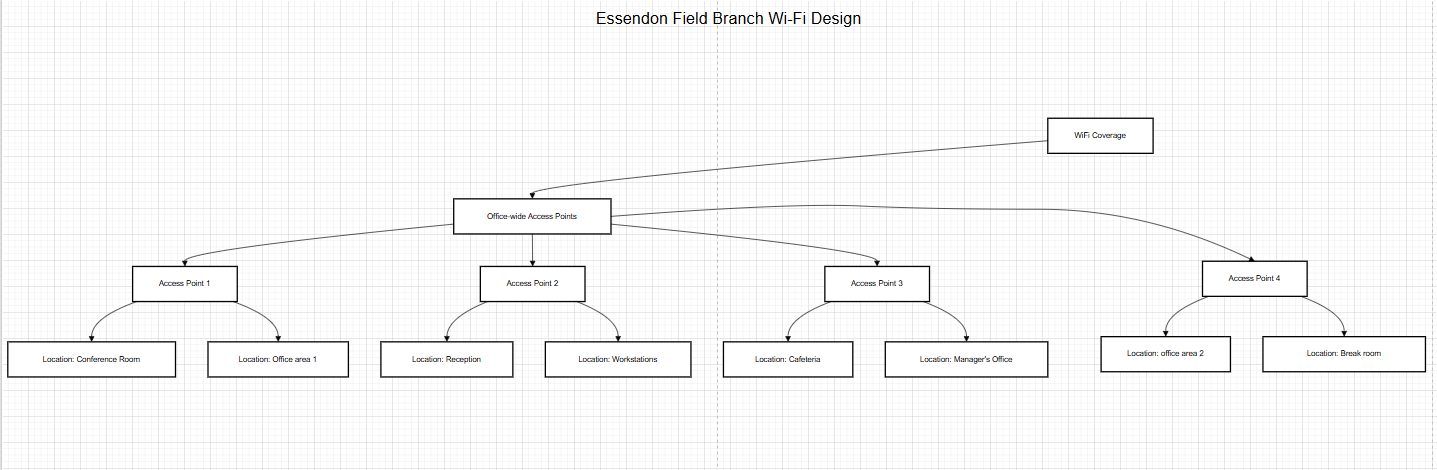 Essendon Field Branch Wi-Fi Design
WiFi Coverage
Office-wide Access Points
Access Point 1
Access Point 2
Access Point 3
Access Point 4
Location: Conference Room
Location: Office area 1
Location: Reception
Location: Workstations
Location: Cafeteria
Location: Manager's Office
Location: office area 2
Location: Break room